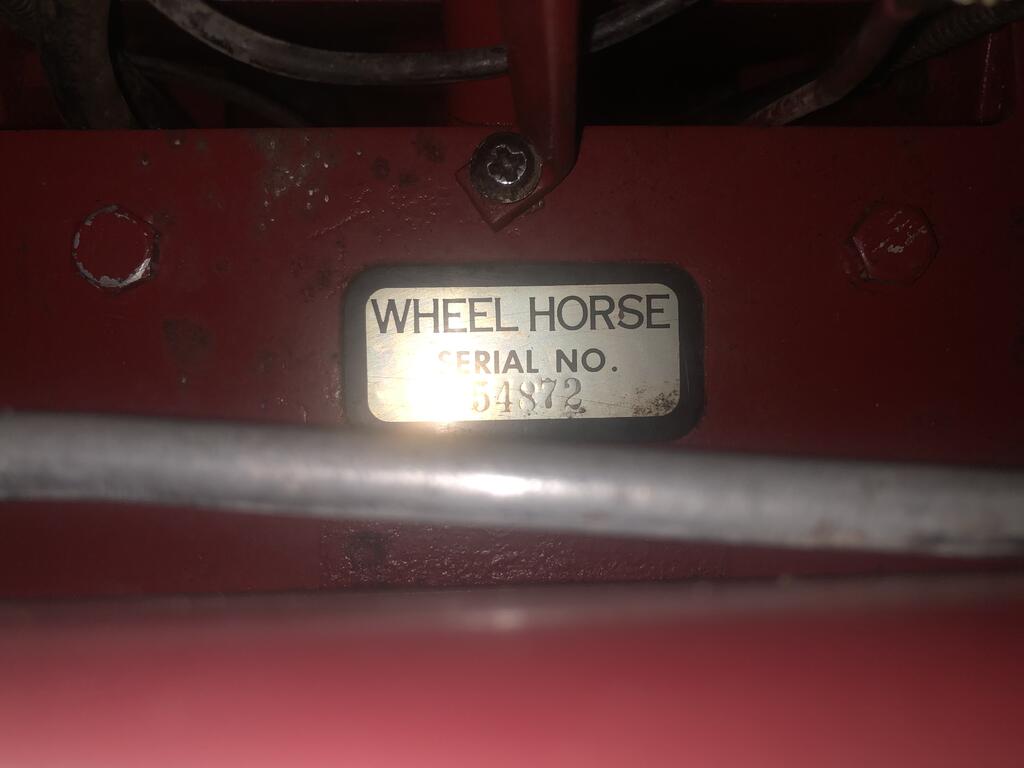 WHEEL HORSE
SERIAL NO.
54872